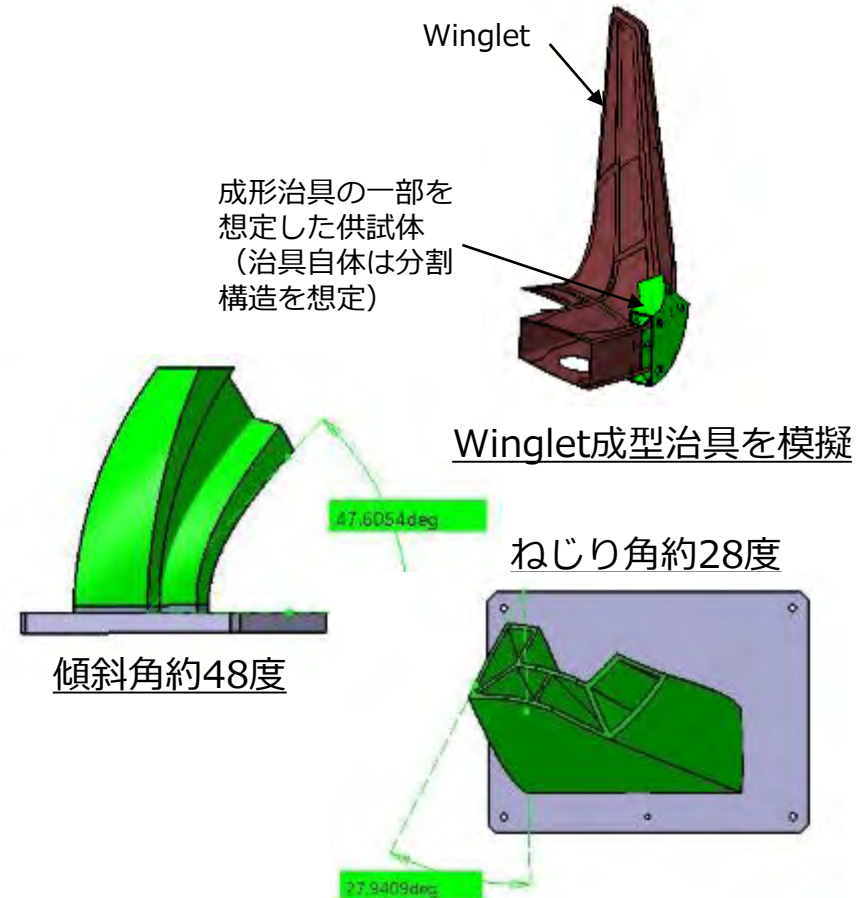 Winglet
成形治具の一部を
想定した供試体
（治具自体は分割
構造を想定）
Winglet成型治具を模擬
47.6054deg
ねじり角約28度
傾斜角約48度
27.9409deg